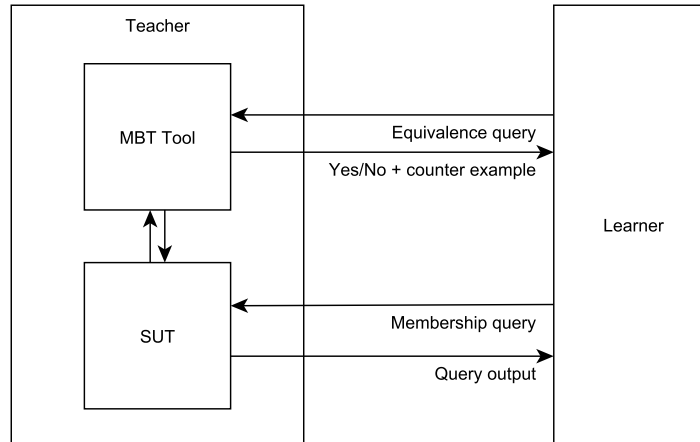 Teacher
MBT Tool
Equivalence query
Yes/No + counter example
Learner
SUT
Membership query
Query output